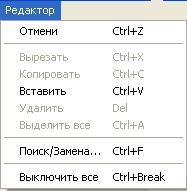 Редактор
Отмени Ctrl+Z
Вырезать Ctrl+X
Копировать Ctrl+C
Вставить Ctrl+V
Удалить Del
Выделить все Ctrl+A
Поиск/Замена... Ctrl+F
Выключить все Ctrl+Break